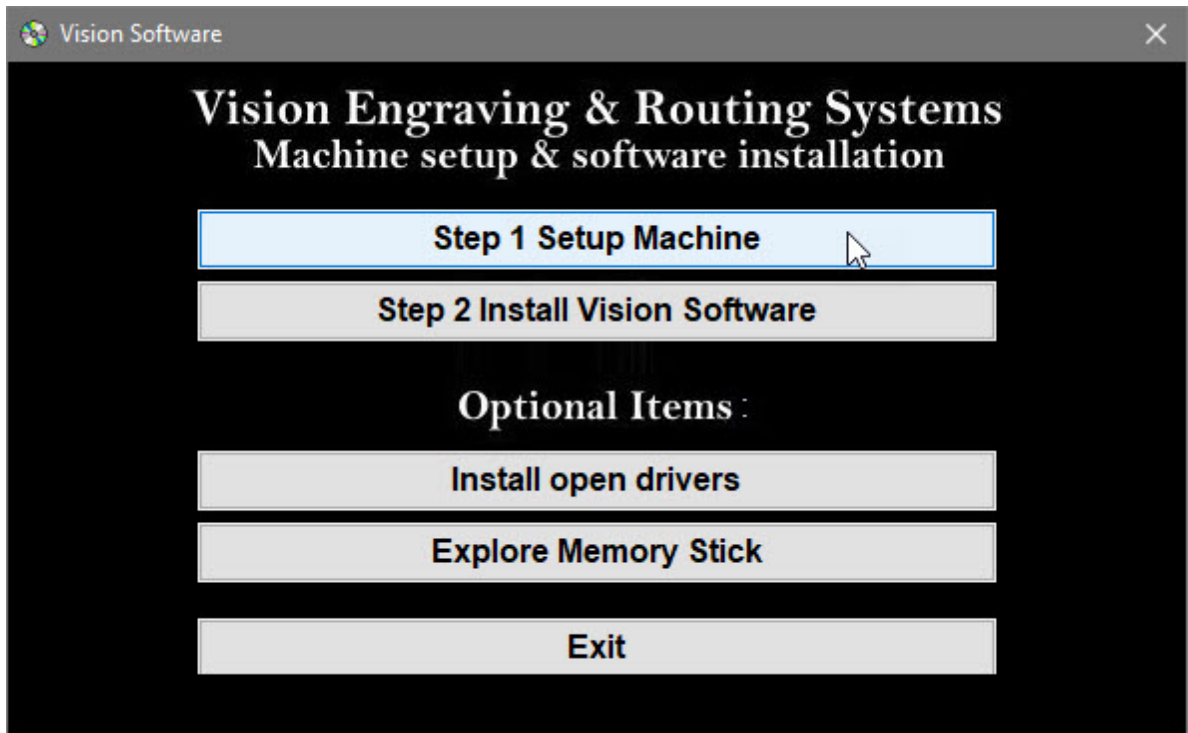 Vision Software
Vision Engraving & Routing Systems
Machine setup & software installation
Step 1 Setup Machine
Step 2 Install Vision Software
Optional Items :
Install open drivers
Explore Memory Stick
Exit